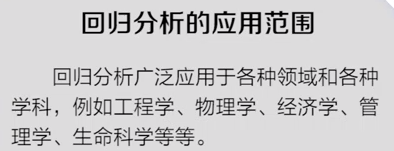 回归分析的应用范围
回归分析广泛应用于各种领域和各种
学科，例如工程学、物理学、经济学、管
理学、生命科学等等。